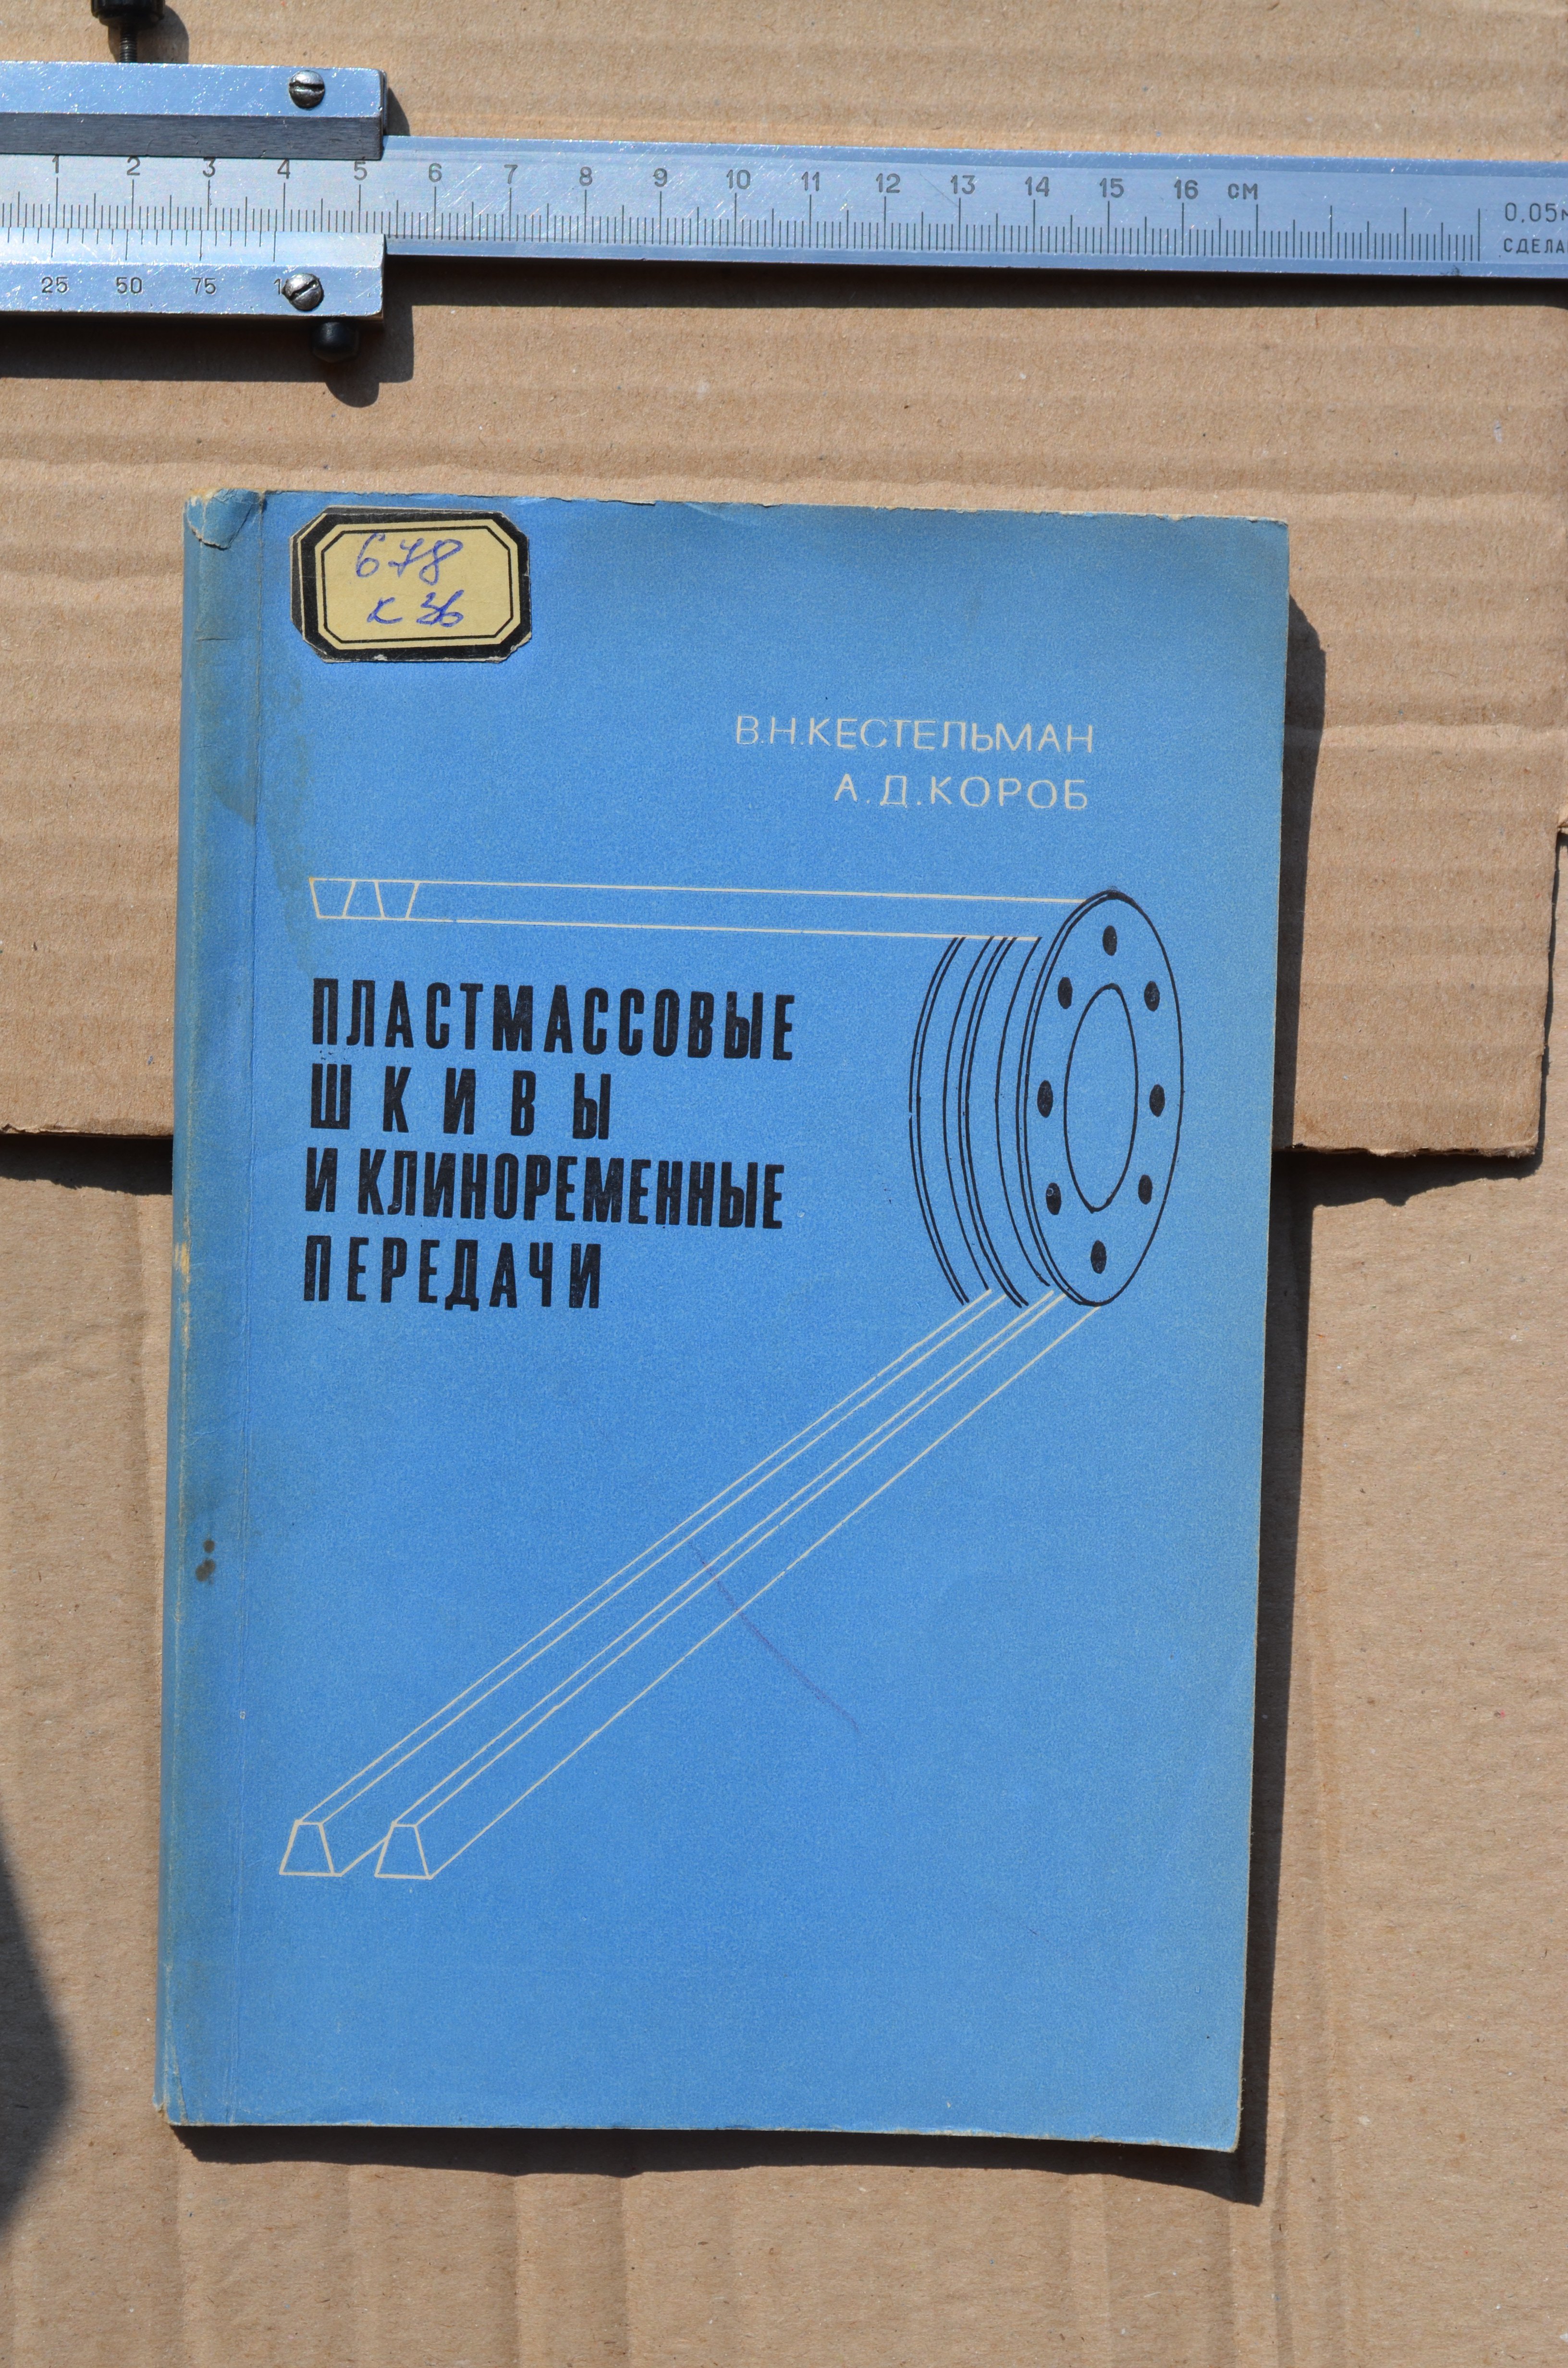 1 2 3 4 5 6 7 8 9 10 11 12 13 14 15 16 см
0,05
СДЕЛА
25 50 75
678
К 36
В.Н.КЕСТЕЛЬМАН
А.Д.КОРОБ
ПЛАСТМАССОВЫЕ
ШКИВЫ
И КЛИНОРЕМЕННЫЕ
ПЕРЕДАЧИ